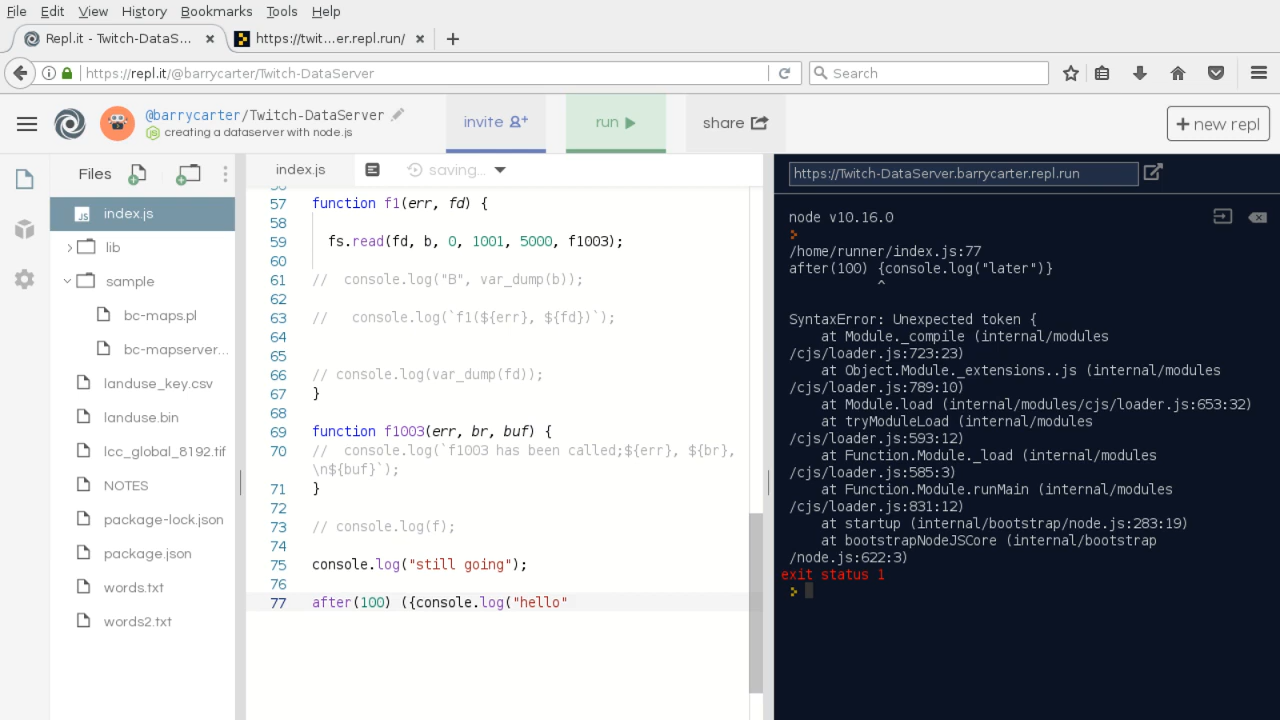 File Edit View History Bookmarks Tools Help
Repl.it - Twitch-DataS... × https://twit...er.repl.run/ × +
https://repl.it/@barrycarter/Twitch-DataServer Search
@barrycarter/Twitch-DataServer
creating a dataserver with node.js
invite run share + new repl
Files index.js saving...
https://Twitch-DataServer.barrycarter.repl.run
index.js
lib
sample
bc-maps.pl
bc-mapserver...
landuse_key.csv
landuse.bin
lcc_global_8192.tif
NOTES
package-lock.json
package.json
words.txt
words2.txt
56
57 function f1(err, fd) {
58
59 fs.read(fd, b, 0, 1001, 5000, f1003);
60
61 //  console.log("B", var_dump(b));
62
63 //   console.log(`f1(${err}, ${fd})`);
64
65
66 // console.log(var_dump(fd));
67 }
68
69 function f1003(err, br, buf) {
70 //  console.log(`f1003 has been called;${err}, ${br},
\n${buf}`);
71 }
72
73 // console.log(f);
74
75 console.log("still going");
76
77 after(100) ({console.log("hello"
node v10.16.0
/home/runner/index.js:77
after(100) {console.log("later")}
^
SyntaxError: Unexpected token {
at Module._compile (internal/modules
/cjs/loader.js:723:23)
at Object.Module._extensions..js (internal/modules
/cjs/loader.js:789:10)
at Module.load (internal/modules/cjs/loader.js:653:32)
at tryModuleLoad (internal/modules
/cjs/loader.js:593:12)
at Function.Module._load (internal/modules
/cjs/loader.js:585:3)
at Function.Module.runMain (internal/modules
/cjs/loader.js:831:12)
at startup (internal/bootstrap/node.js:283:19)
at bootstrapNodeJSCore (internal/bootstrap
/node.js:622:3)
exit status 1